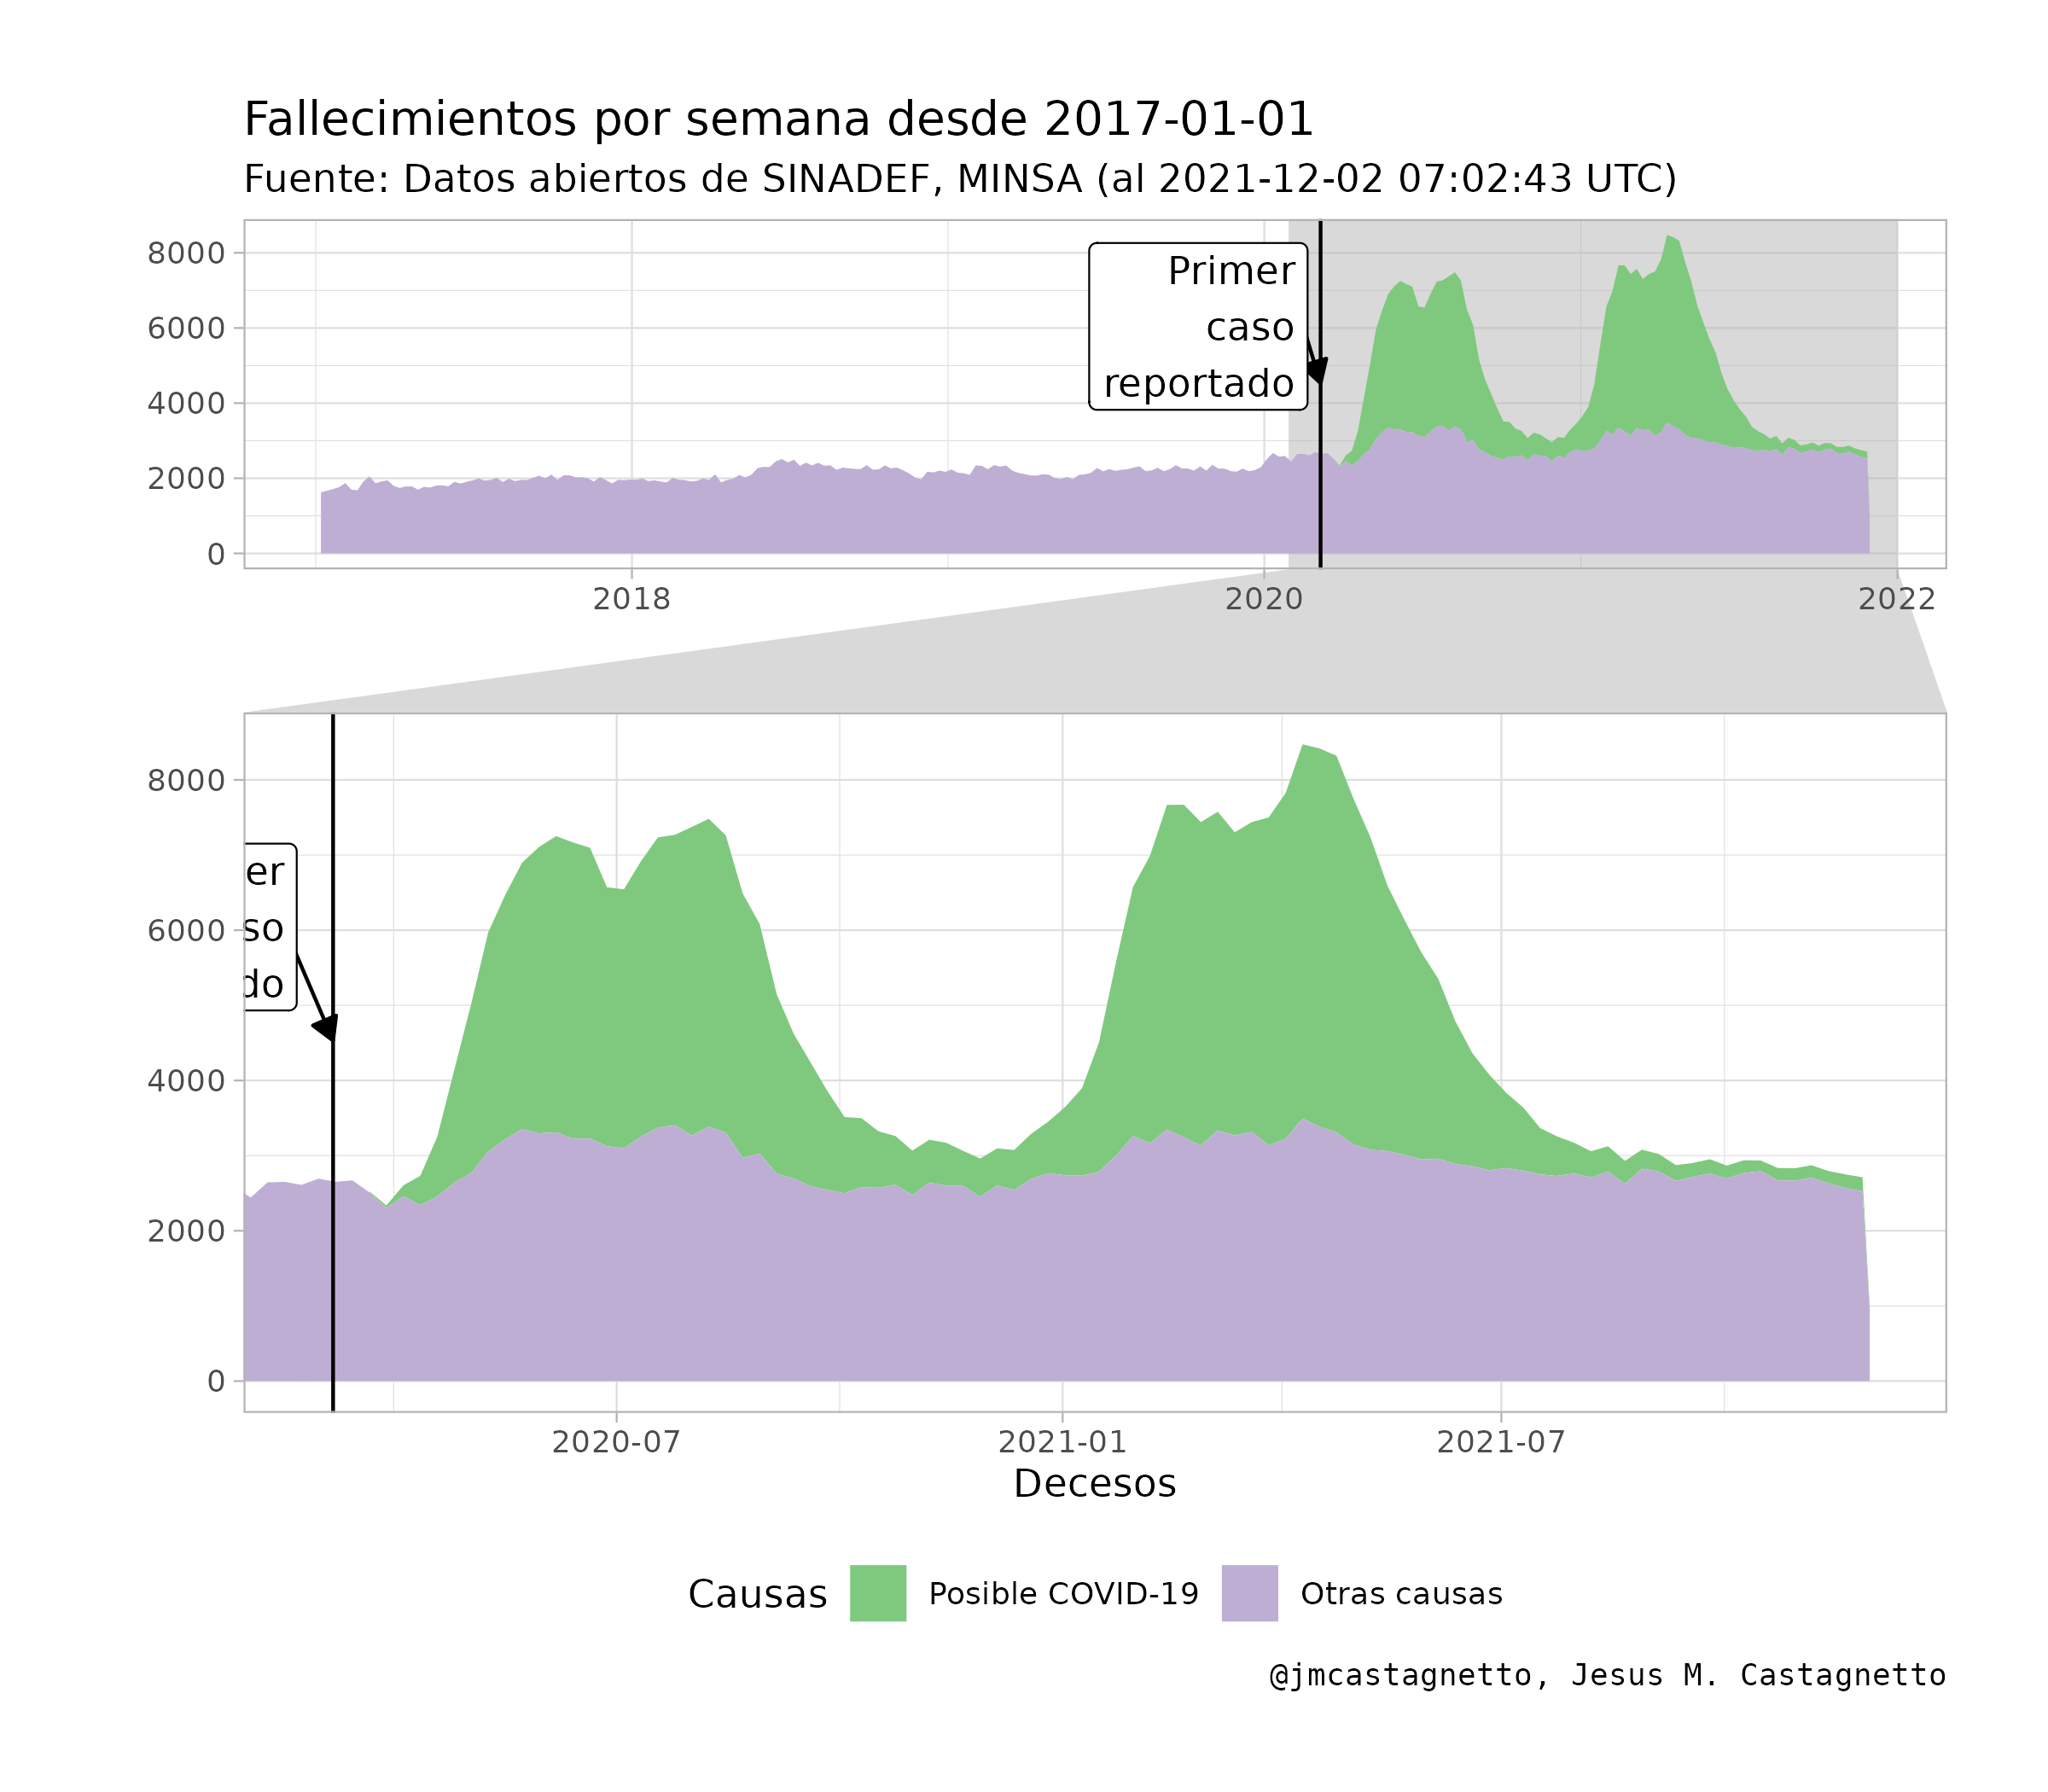 Fallecimientos por semana desde 2017-01-01
Fuente: Datos abiertos de SINADEF, MINSA (al 2021-12-02 07:02:43 UTC)
8000
6000
4000
2000
0
Primer
caso
reportado
2018
2020
2022
8000
6000
4000
2000
0
er
so
do
2020-07
2021-01
2021-07
Decesos
Causas
Posible COVID-19
Otras causas
@jmcastagnetto, Jesus M. Castagnetto